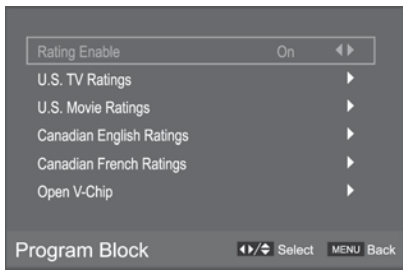 Rating Enable On
U.S. TV Ratings
U.S. Movie Ratings
Canadian English Ratings
Canadian French Ratings
Open V-Chip
Program Block Select MENU Back